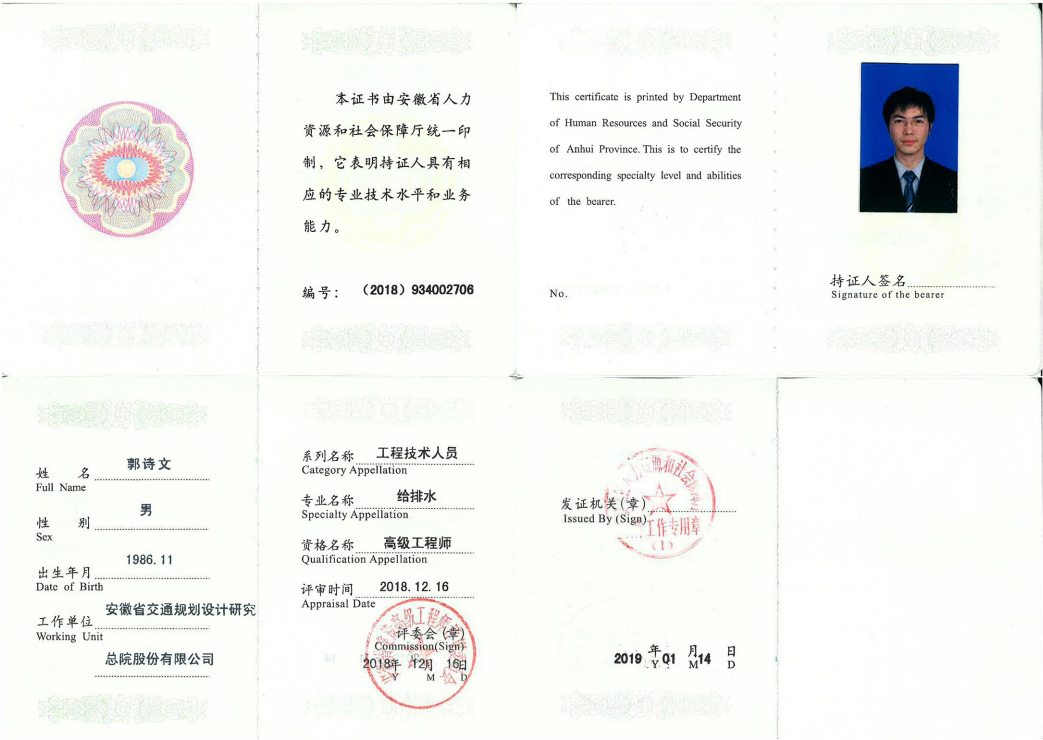 本证书由安徽省人力
资源和社会保障厅统一印
制，它表明持证人具有相
应的专业技术水平和业务
能力。
编号： （2018）934002706
This certificate is printed by Department
of Human Resources and Social Security
of Anhui Province. This is to certify the
corresponding specialty level and abilities
of the bearer.
No.
持证人签名
Signature of the bearer
姓 名 郭诗文
Full Name
性 别 男
Sex
出生年月 1986.11
Date of Birth
工作单位 安徽省交通规划设计研究
Working Unit
总院股份有限公司
系列名称 工程技术人员
Category Appellation
专业名称 给排水
Specialty Appellation
资格名称 高级工程师
Qualification Appellation
评审时间 2018.12.16
Appraisal Date
评委会(章)
Commission(Sign)
2018年 12月 16日
Y M D
发证机关(章)
Issued By (Sign)
工作专用章
(1)
2019 年 01 月 14 日
Y M D